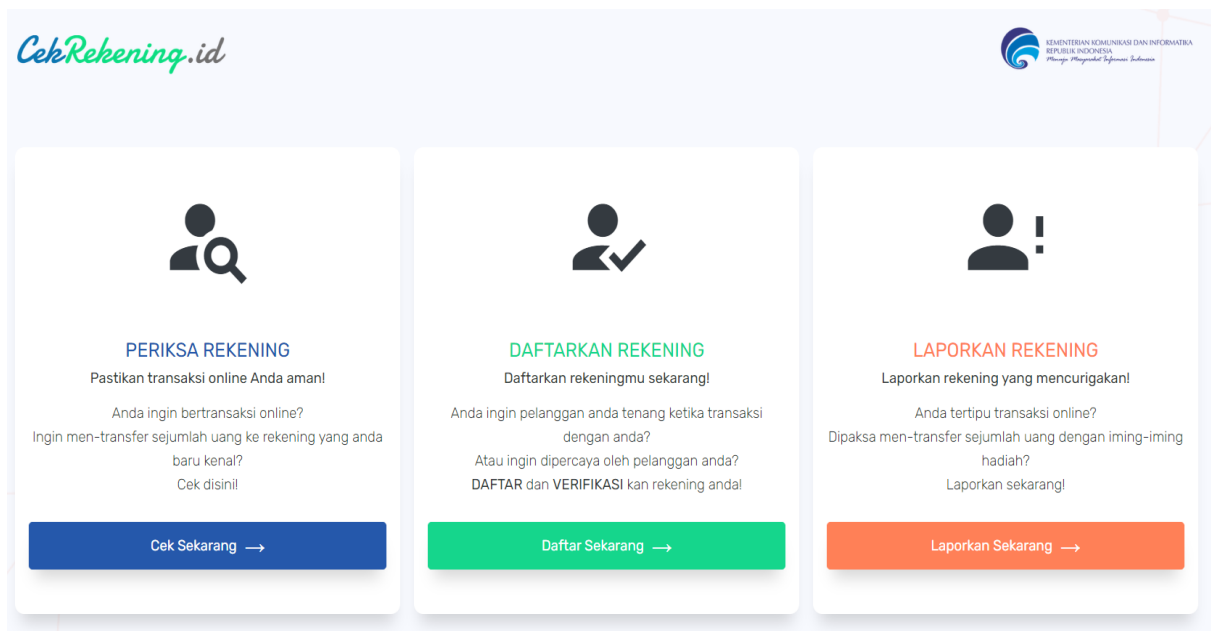 CekRekening.id
KEMENTERIAN KOMUNIKASI DAN INFORMATIKA
REPUBLIK INDONESIA
Menuju Masyarakat Informasi Indonesia
PERIKSA REKENING
Pastikan transaksi online Anda aman!
Anda ingin bertransaksi online?
Ingin men-transfer sejumlah uang ke rekening yang anda
baru kenal?
Cek disini!
Cek Sekarang →
DAFTARKAN REKENING
Daftarkan rekeningmu sekarang!
Anda ingin pelanggan anda tenang ketika transaksi
dengan anda?
Atau ingin dipercaya oleh pelanggan anda?
DAFTAR dan VERIFIKASI kan rekening anda!
Daftar Sekarang →
LAPORKAN REKENING
Laporkan rekening yang mencurigakan!
Anda tertipu transaksi online?
Dipaksa men-transfer sejumlah uang dengan iming-iming
hadiah?
Laporkan sekarang!
Laporkan Sekarang →